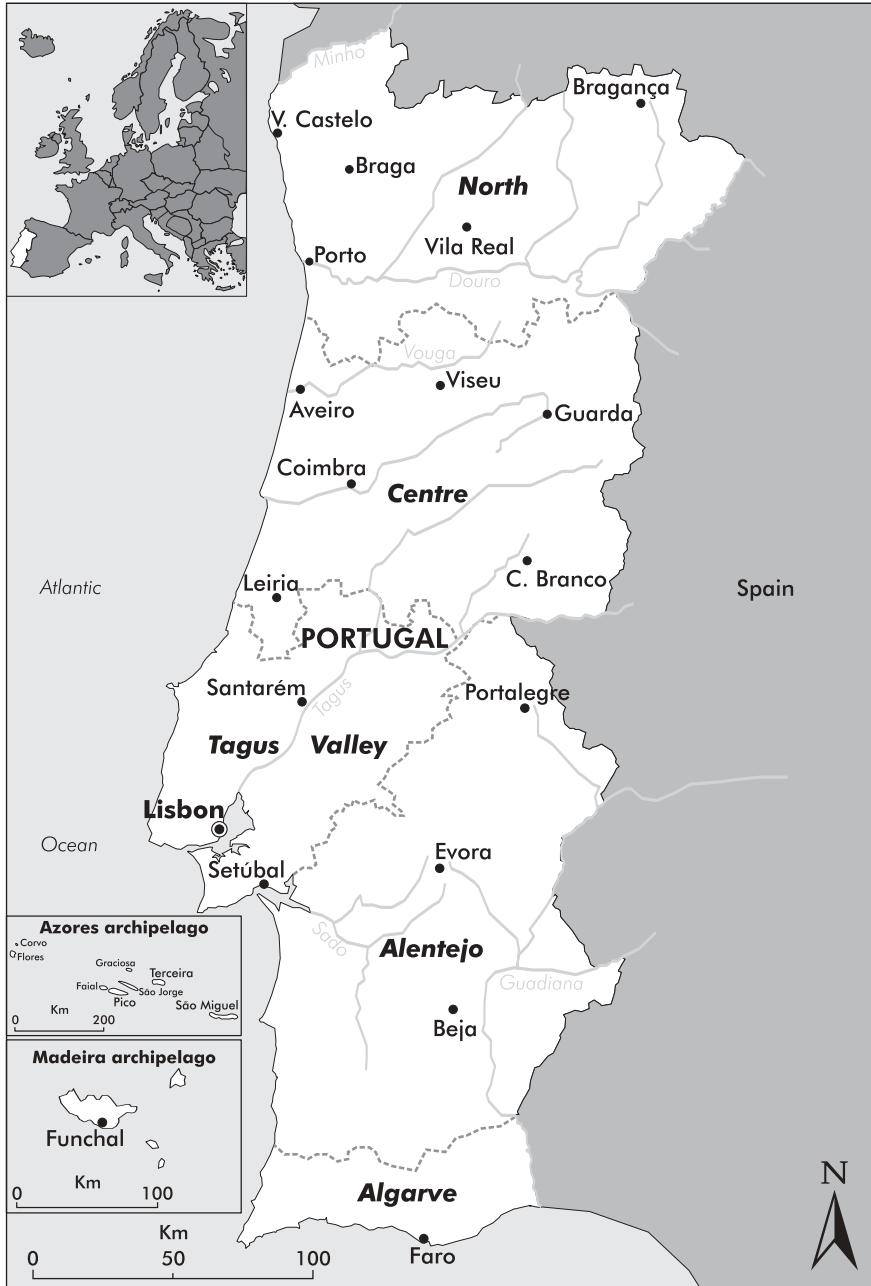 Minho
Bragança
V. Castelo
Braga
North
Vila Real
Porto
Douro
Vouga
Viseu
Aveiro
Guarda
Coimbra
Centre
C. Branco
Leiria
Atlantic
Spain
PORTUGAL
Santarém
Tagus
Portalegre
Tagus Valley
Lisbon
Ocean
Evora
Setúbal
Sado
Alentejo
Guadiana
Beja
Azores archipelago
Corvo
Flores
Graciosa
Terceira
Faial
São Jorge
Pico
São Miguel
Km
0 200
Madeira archipelago
Funchal
Km
0 100
Algarve
N
Faro
Km
0 50 100